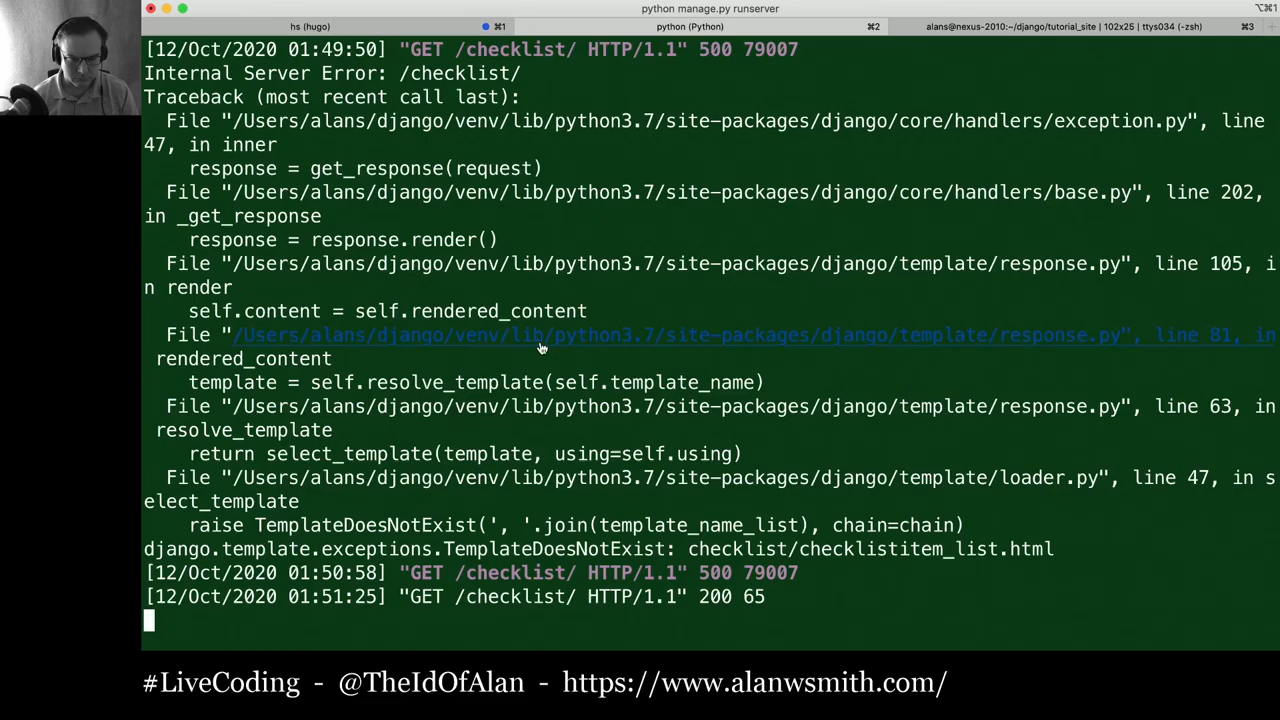 python manage.py runserver
⌥⌘1
hs (hugo)
⌘1
python (Python)
⌘2
alans@nexus-2010:~/django/tutorial_site | 102x25 | ttys034 (-zsh)
⌘3
[12/Oct/2020 01:49:50] "GET /checklist/ HTTP/1.1" 500 79007
Internal Server Error: /checklist/
Traceback (most recent call last):
File "/Users/alans/django/venv/lib/python3.7/site-packages/django/core/handlers/exception.py", line
47, in inner
response = get_response(request)
File "/Users/alans/django/venv/lib/python3.7/site-packages/django/core/handlers/base.py", line 202,
in _get_response
response = response.render()
File "/Users/alans/django/venv/lib/python3.7/site-packages/django/template/response.py", line 105, i
n render
self.content = self.rendered_content
File "/Users/alans/django/venv/lib/python3.7/site-packages/django/template/response.py", line 81, in
rendered_content
template = self.resolve_template(self.template_name)
File "/Users/alans/django/venv/lib/python3.7/site-packages/django/template/response.py", line 63, in
resolve_template
return select_template(template, using=self.using)
File "/Users/alans/django/venv/lib/python3.7/site-packages/django/template/loader.py", line 47, in s
elect_template
raise TemplateDoesNotExist(', '.join(template_name_list), chain=chain)
django.template.exceptions.TemplateDoesNotExist: checklist/checklistitem_list.html
[12/Oct/2020 01:50:58] "GET /checklist/ HTTP/1.1" 500 79007
[12/Oct/2020 01:51:25] "GET /checklist/ HTTP/1.1" 200 65
#LiveCoding - @TheIdOfAlan - https://www.alanwsmith.com/